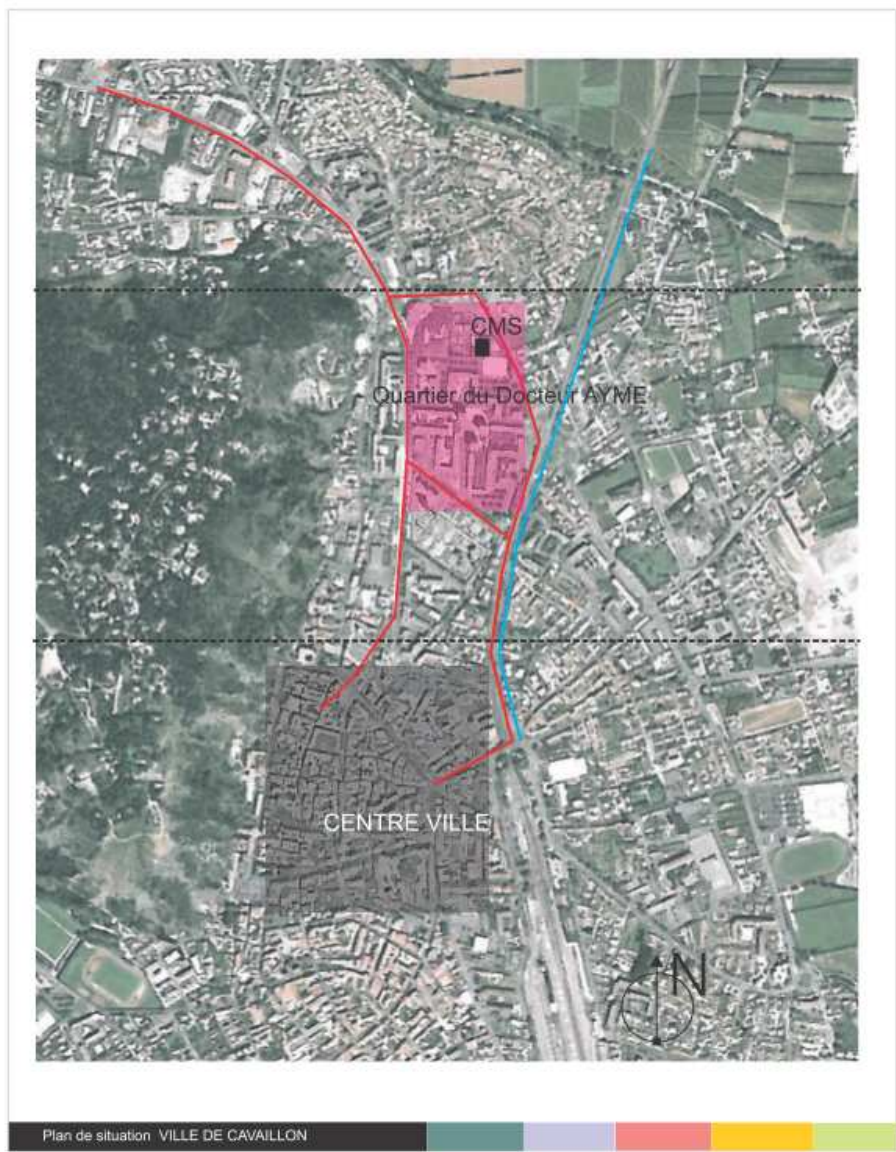 CMS
Quartier du Docteur AYME
CENTRE VILLE
N
Plan de situation VILLE DE CAVAILLON